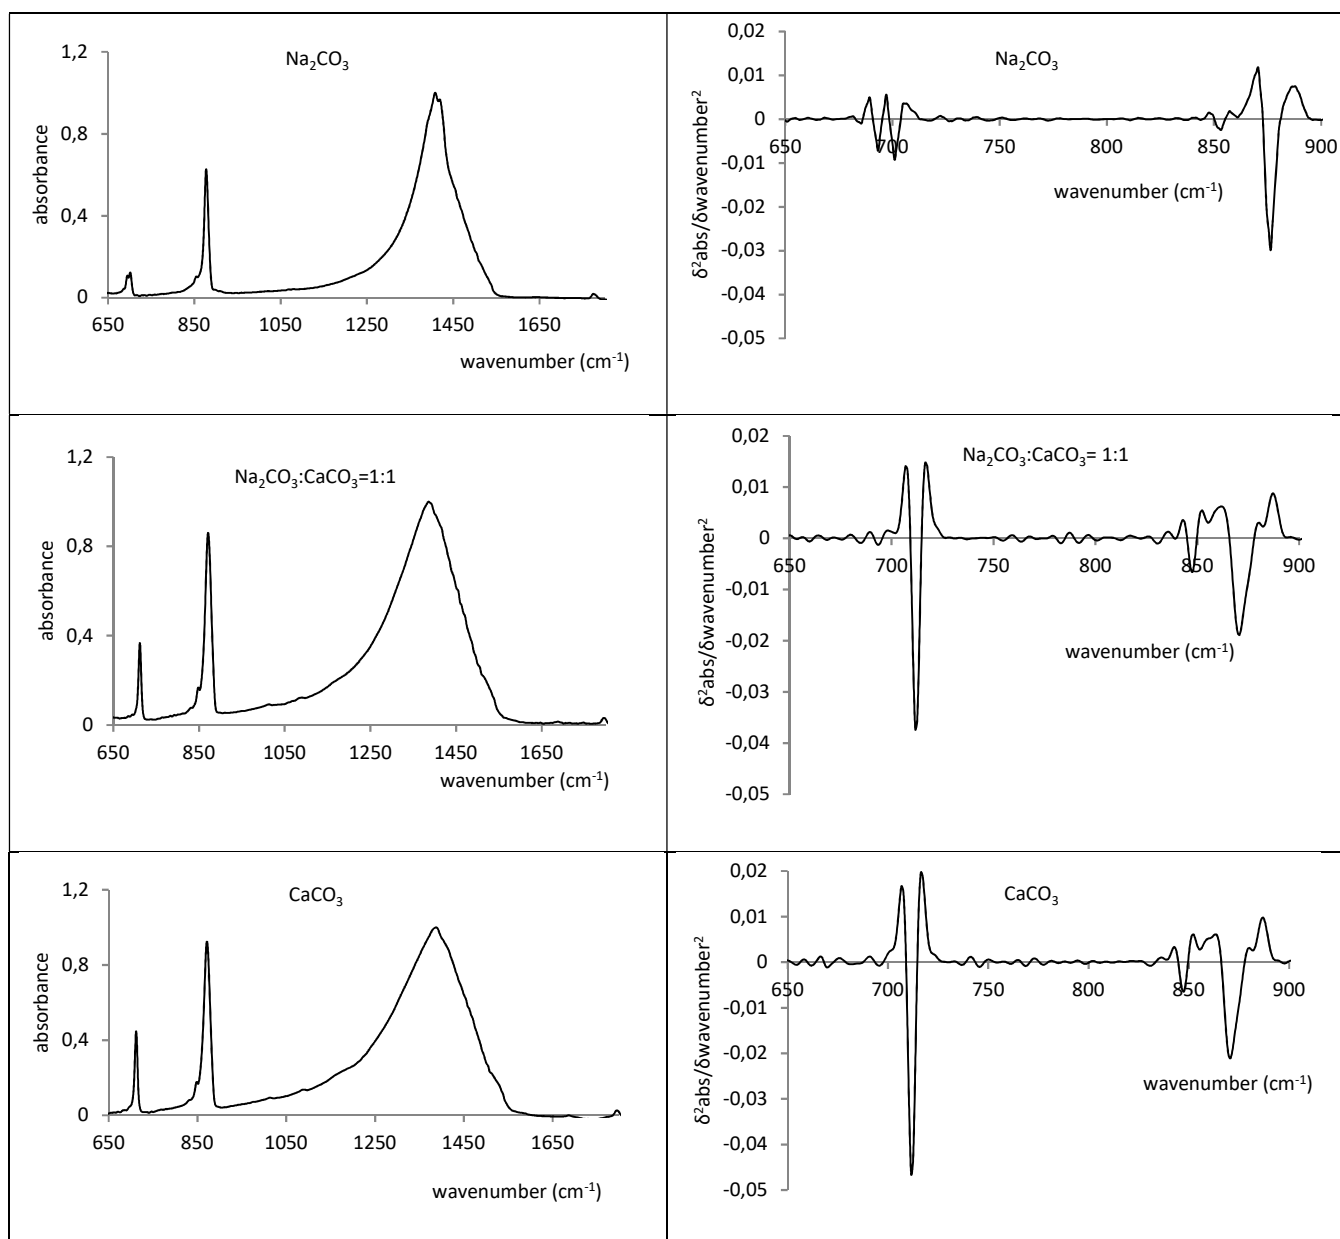 Na₂CO₃
1,2
0,8
0,4
0
absorbance
650 850 1050 1250 1450 1650
wavenumber (cm⁻¹)
Na₂CO₃
0,02
0,01
0
-0,01
-0,02
-0,03
-0,04
-0,05
δ²abs/δwavenumber²
650 700 750 800 850 900
wavenumber (cm⁻¹)
Na₂CO₃:CaCO₃=1:1
1,2
0,8
0,4
0
absorbance
650 850 1050 1250 1450 1650
wavenumber (cm⁻¹)
Na₂CO₃:CaCO₃= 1:1
0,02
0,01
0
-0,01
-0,02
-0,03
-0,04
-0,05
δ²abs/δwavenumber²
650 700 750 800 850 900
wavenumber (cm⁻¹)
CaCO₃
1,2
0,8
0,4
0
absorbance
650 850 1050 1250 1450 1650
wavenumber (cm⁻¹)
CaCO₃
0,02
0,01
0
-0,01
-0,02
-0,03
-0,04
-0,05
δ²abs/δwavenumber²
650 700 750 800 850 900
wavenumber (cm⁻¹)